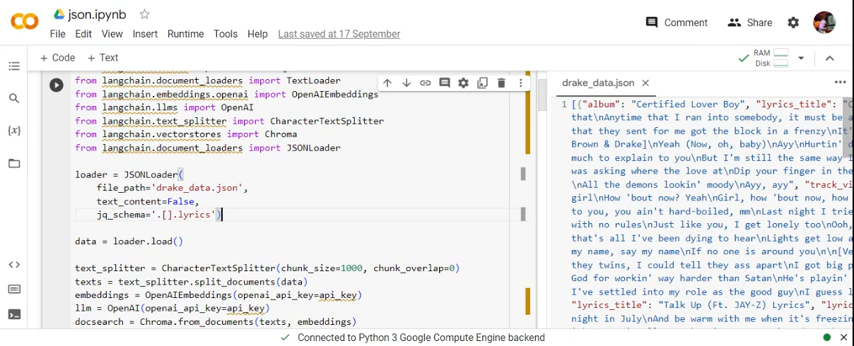 json.ipynb
Comment
Share
File Edit View Insert Runtime Tools Help Last saved at 17 September
+ Code + Text
RAM
Disk
from langchain.document_loaders import TextLoader
from langchain.embeddings.openai import OpenAIEmbeddings
from langchain.llms import OpenAI
from langchain.text_splitter import CharacterTextSplitter
from langchain.vectorstores import Chroma
from langchain.document_loaders import JSONLoader
loader = JSONLoader(
file_path='drake_data.json',
text_content=False,
jq_schema='.[].lyrics')
data = loader.load()
text_splitter = CharacterTextSplitter(chunk_size=1000, chunk_overlap=0)
texts = text_splitter.split_documents(data)
embeddings = OpenAIEmbeddings(openai_api_key=api_key)
llm = OpenAI(openai_api_key=api_key)
docsearch = Chroma.from_documents(texts, embeddings)
drake_data.json
1 [{"album": "Certified Lover Boy", "lyrics_title": "C
that\nAnytime that I ran into somebody, it must be a
that they sent for me got the block in a frenzy\nIt'
Brown & Drake]\nYeah (Now, oh, baby)\nAyy\nHurtin' d
much to explain to you\nBut I'm still the same way I
was asking where the love at\nDip your finger in the
\nAll the demons lookin' moody\nAyy, ayy", "track_vi
girl\nHow 'bout now? Yeah\nGirl, how 'bout now, how
to you, you ain't hard-boiled, mm\nLast night I trie
with no rules\nJust like you, I get lonely too\nOoh,
that's all I've been dying to hear\nLights get low a
my name, say my name\nIf no one is around you\n\n[Ve
they twins, I could tell they ass apart\nI got big p
God for workin' way harder than Satan\nHe's playin'
I've settled into my role as the good guy\nI guess l
"lyrics_title": "Talk Up (Ft. JAY-Z) Lyrics", 
night in July\nAnd be warm with me when it's freezin
Connected to Python 3 Google Compute Engine backend